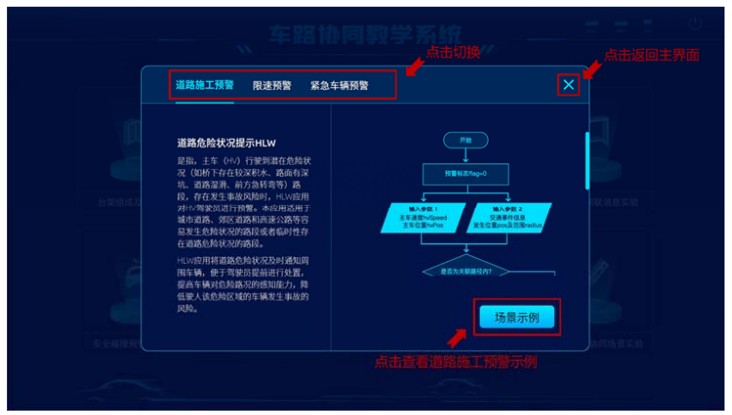 车路协同教学系统
点击切换
点击返回主界面
道路施工预警 限速预警 紧急车辆预警
道路危险状况提示HLW
是指，主车（HV）行驶到潜在危险状
况（如桥下存在较深积水、路面有深
坑、道路湿滑、前方急转弯等）路
段，存在发生事故风险时，HLW应用
对HV驾驶员进行预警。本应用适用于
城市道路、郊区道路和高速公路等容
易发生危险状况的路段或者临时性存
在道路危险状况的路段。
HLW应用将道路危险状况及时通知周
围车辆，便于驾驶员提前进行处置，
提高车辆对危险路况的感知能力，降
低驶入该危险区域的车辆发生事故的
风险。
开始
预警标志flag=0
输入参数 1
主车速度hvSpeed
主车位置hvPos
输入参数 2
交通事件信息
发生位置pos及范围radius
是否为关联路径内?
场景示例
点击查看道路施工预警示例